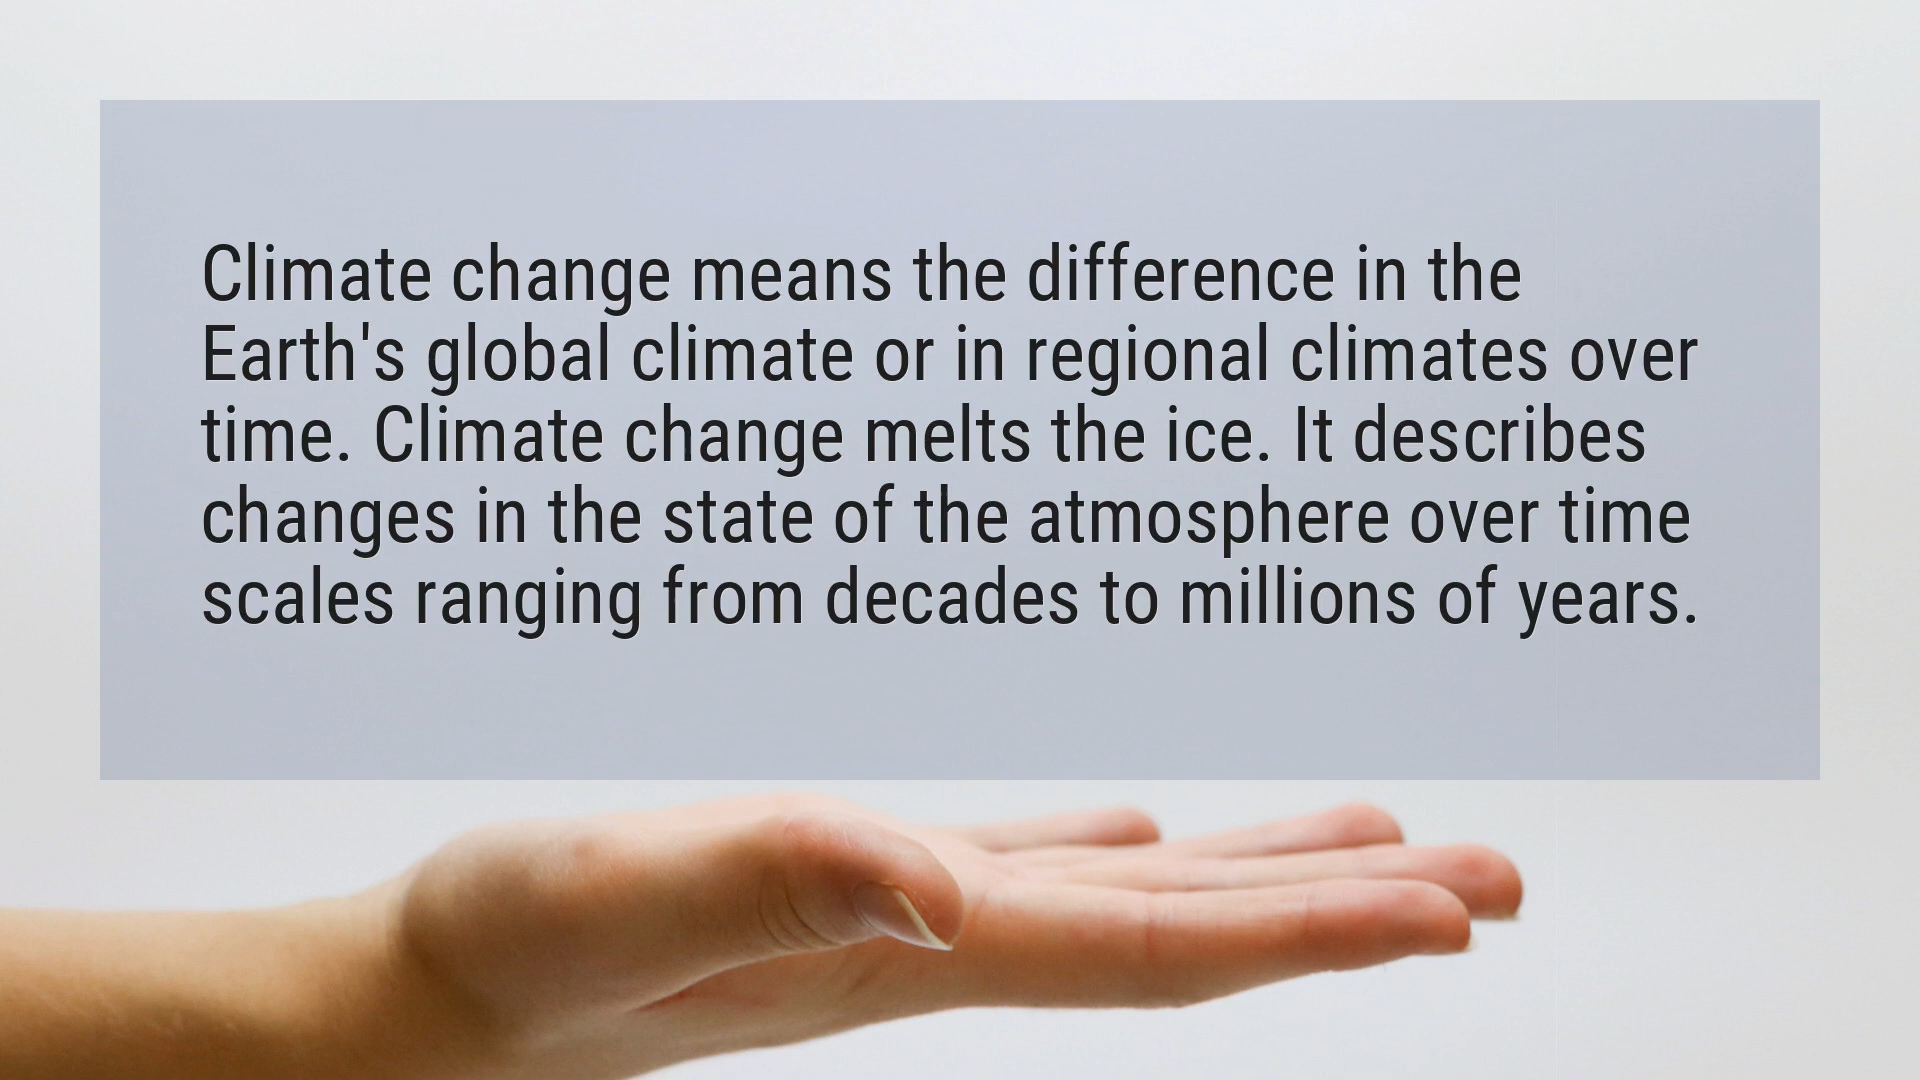 Climate change means the difference in the
Earth's global climate or in regional climates over
time. Climate change melts the ice. It describes
changes in the state of the atmosphere over time
scales ranging from decades to millions of years.